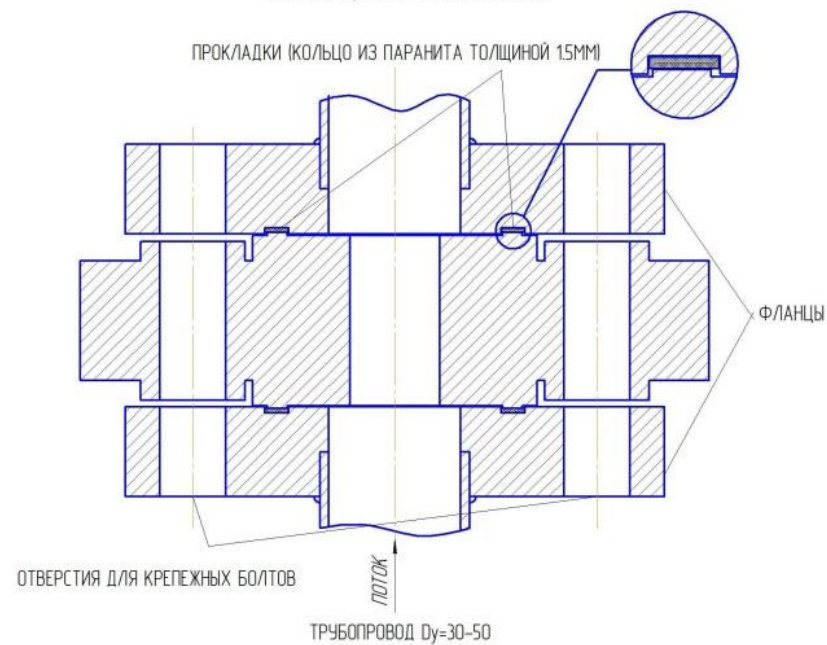 ПРОКЛАДКИ (КОЛЬЦО ИЗ ПАРАНИТА ТОЛЩИНОЙ 1.5ММ)
ФЛАНЦЫ
ОТВЕРСТИЯ ДЛЯ КРЕПЕЖНЫХ БОЛТОВ
ПОТОК
ТРУБОПРОВОД Dy=30-50